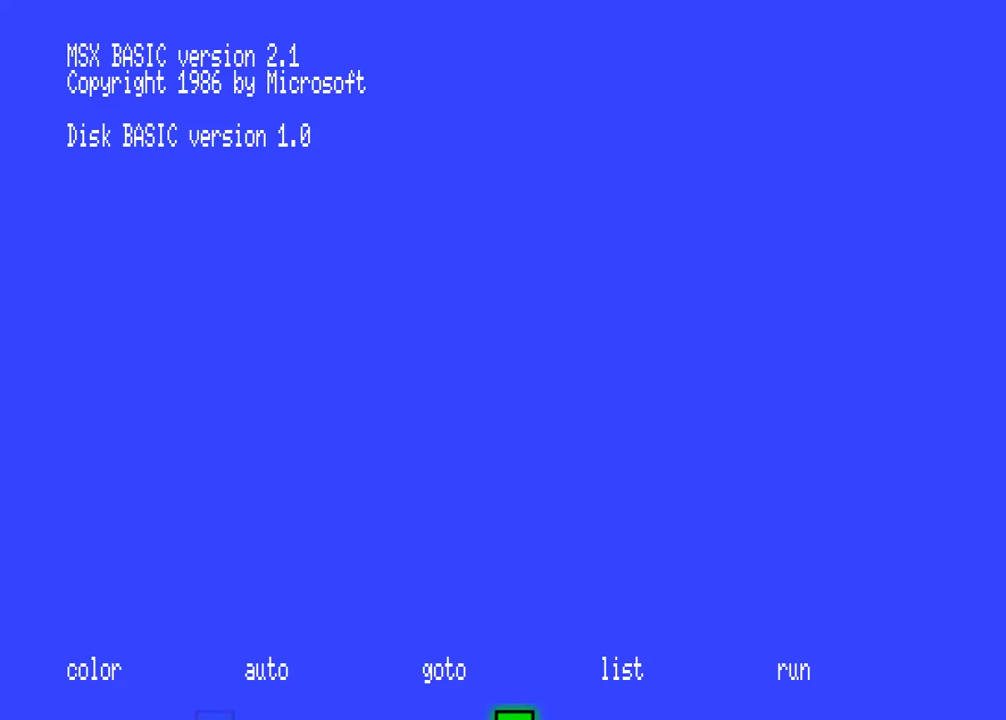 MSX BASIC version 2.1
Copyright 1986 by Microsoft
Disk BASIC version 1.0
color auto goto list run